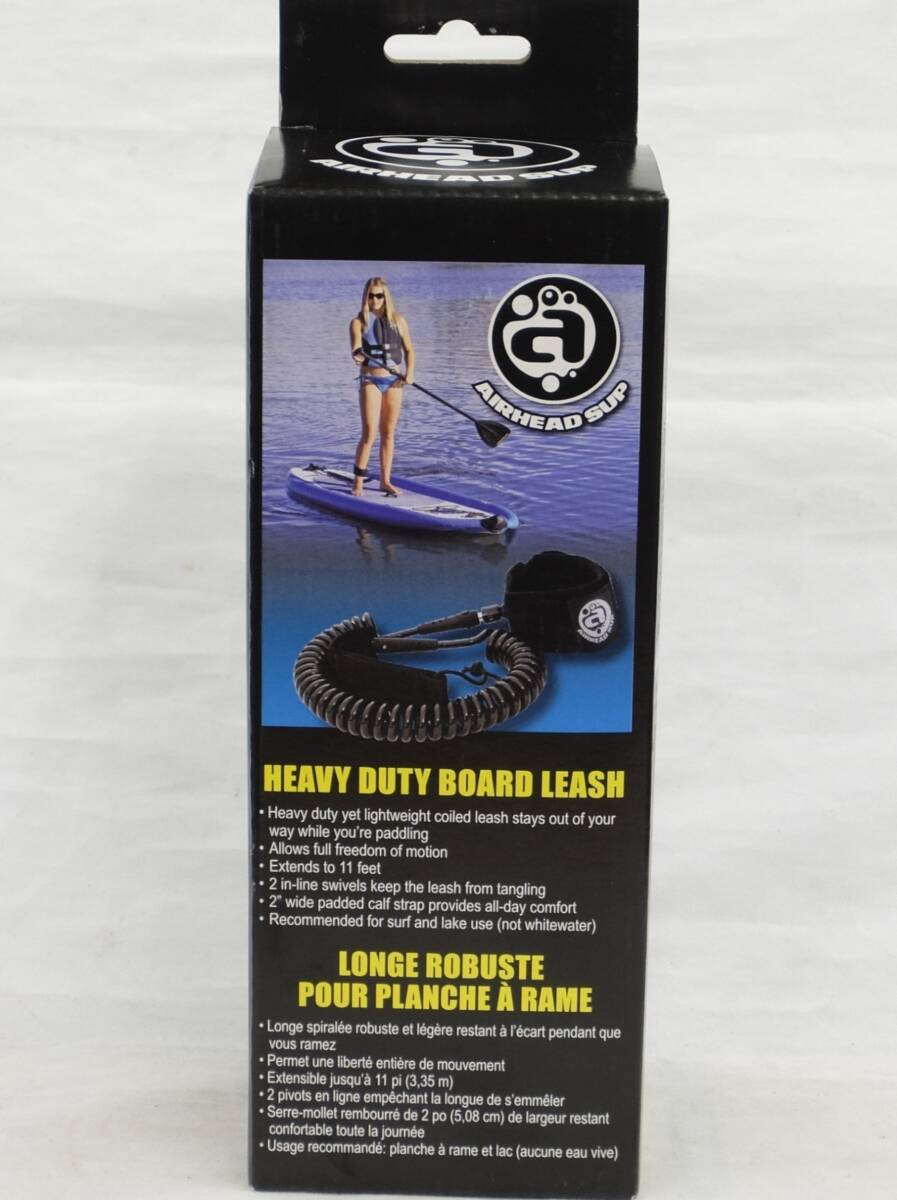 AIRHEAD SUP
a
AIRHEAD SUP
a
AIRHEAD SUP
HEAVY DUTY BOARD LEASH
• Heavy duty yet lightweight coiled leash stays out of your
way while you're paddling
• Allows full freedom of motion
• Extends to 11 feet
• 2 in-line swivels keep the leash from tangling
• 2" wide padded calf strap provides all-day comfort
• Recommended for surf and lake use (not whitewater)
LONGE ROBUSTE
POUR PLANCHE À RAME
• Longe spiralée robuste et légère restant à l'écart pendant que
vous ramez
• Permet une liberté entière de mouvement
• Extensible jusqu'à 11 pi (3,35 m)
• 2 pivots en ligne empêchant la longue de s'emmêler
• Serre-mollet rembourré de 2 po (5,08 cm) de largeur restant
confortable toute la journée
• Usage recommandé: planche à rame et lac (aucune eau vive)